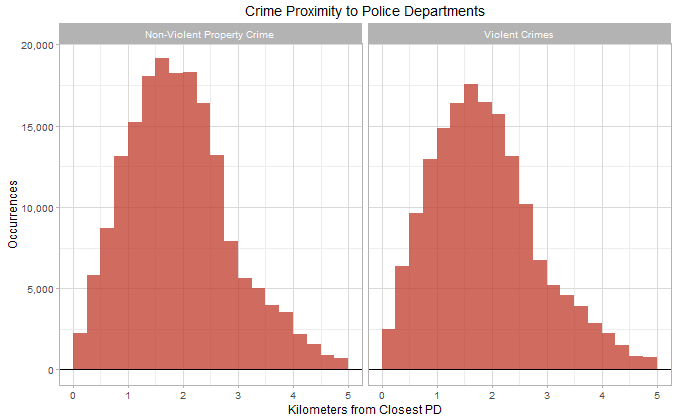 Crime Proximity to Police Departments
Non-Violent Property Crime
Violent Crimes
20,000
15,000
10,000
5,000
0
Occurrences
0 1 2 3 4 5
0 1 2 3 4 5
Kilometers from Closest PD